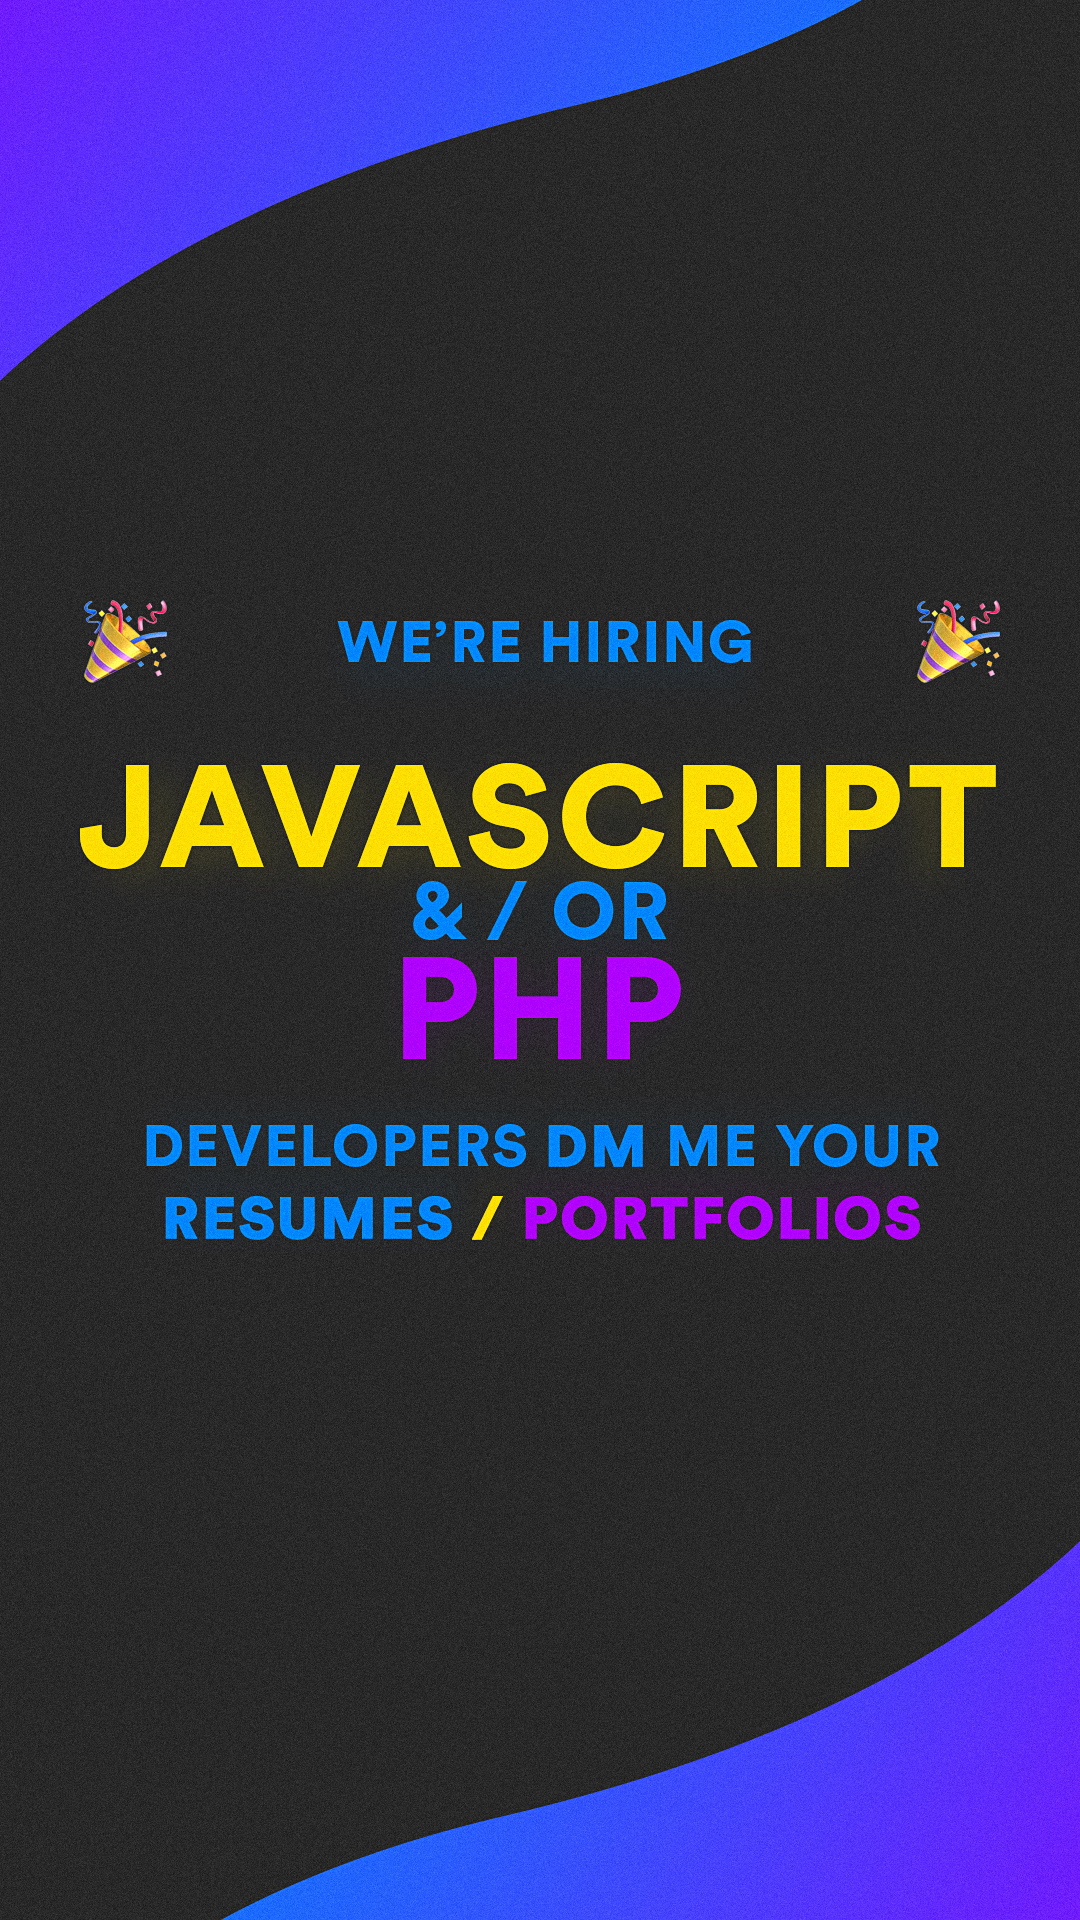 WE’RE HIRING
JAVASCRIPT
& / OR
PHP
DEVELOPERS DM ME YOUR
RESUMES / PORTFOLIOS